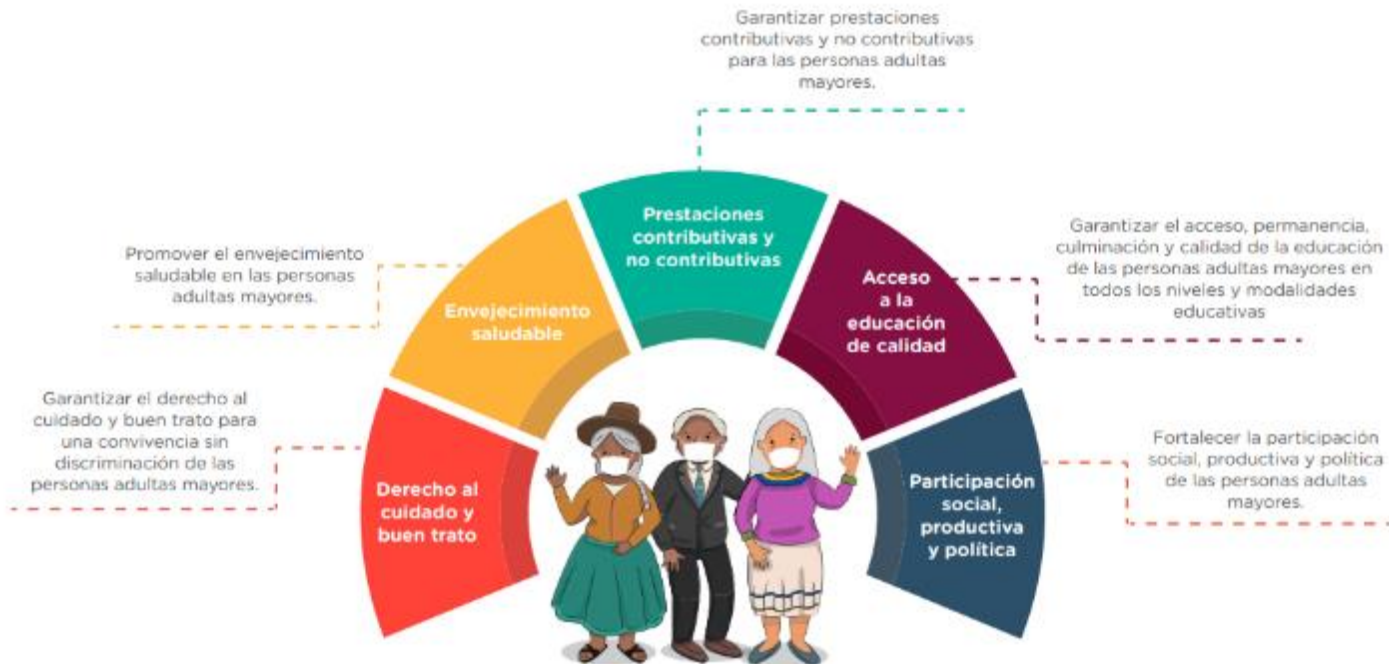 Garantizar prestaciones
contributivas y no contributivas
para las personas adultas
mayores.
Prestaciones
contributivas y
no contributivas
Promover el envejecimiento
saludable en las personas
adultas mayores.
Envejecimiento
saludable
Acceso
a la
educación
de calidad
Garantizar el acceso, permanencia,
culminación y calidad de la educación
de las personas adultas mayores en
todos los niveles y modalidades
educativas
Garantizar el derecho al
cuidado y buen trato para
una convivencia sin
discriminación de las
personas adultas mayores.
Derecho al
cuidado y
buen trato
Participación
social,
productiva
y política
Fortalecer la participación
social, productiva y política
de las personas adultas
mayores.